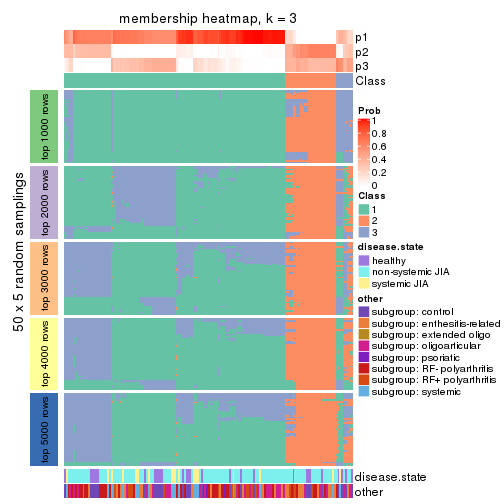 membership heatmap, k = 3
p1
p2
p3
Class
50 x 5 random samplings
top 1000 rows
top 2000 rows
top 3000 rows
top 4000 rows
top 5000 rows
disease.state
other
Prob
1
0.8
0.6
0.4
0.2
0
Class
1
2
3
disease.state
healthy
non-systemic JIA
systemic JIA
other
subgroup: control
subgroup: enthesitis-related
subgroup: extended oligo
subgroup: oligoarticular
subgroup: psoriatic
subgroup: RF- polyarthritis
subgroup: RF+ polyarthritis
subgroup: systemic